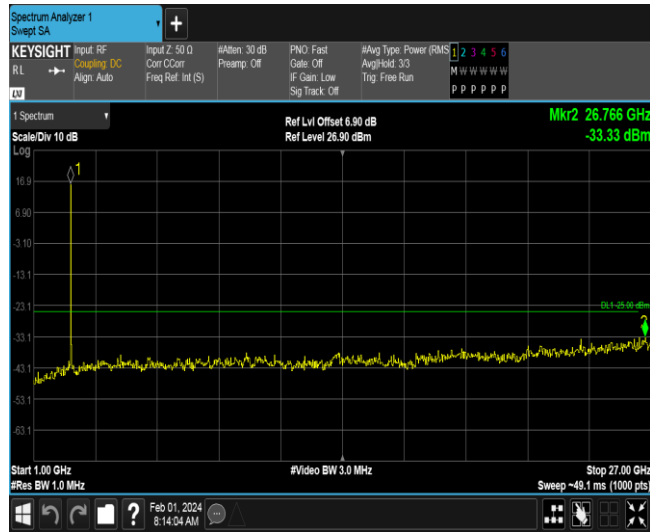 Spectrum Analyzer 1
Swept SA
KEYSIGHT
RL
LXI
Input: RF
Coupling: DC
Align: Auto
Input Z: 50 Ω
Corr CCorr
Freq Ref: Int (S)
#Atten: 30 dB
Preamp: Off
PNO: Fast
Gate: Off
IF Gain: Low
Sig Track: Off
#Avg Type: Power (RMS
Avg|Hold: 3/3
Trig: Free Run
1 2 3 4 5 6
M W W W W W
P P P P P P
1 Spectrum
Scale/Div 10 dB
Log
Ref Lvl Offset 6.90 dB
Ref Level 26.90 dBm
Mkr2 26.766 GHz
-33.33 dBm
1
16.9
6.90
-3.10
-13.1
-23.1
DL1 -25.00 dBm
2
-33.1
-43.1
-53.1
-63.1
Start 1.00 GHz
#Res BW 1.0 MHz
#Video BW 3.0 MHz
Stop 27.00 GHz
Sweep ~49.1 ms (1000 pts)
?
Feb 01, 2024
8:14:04 AM